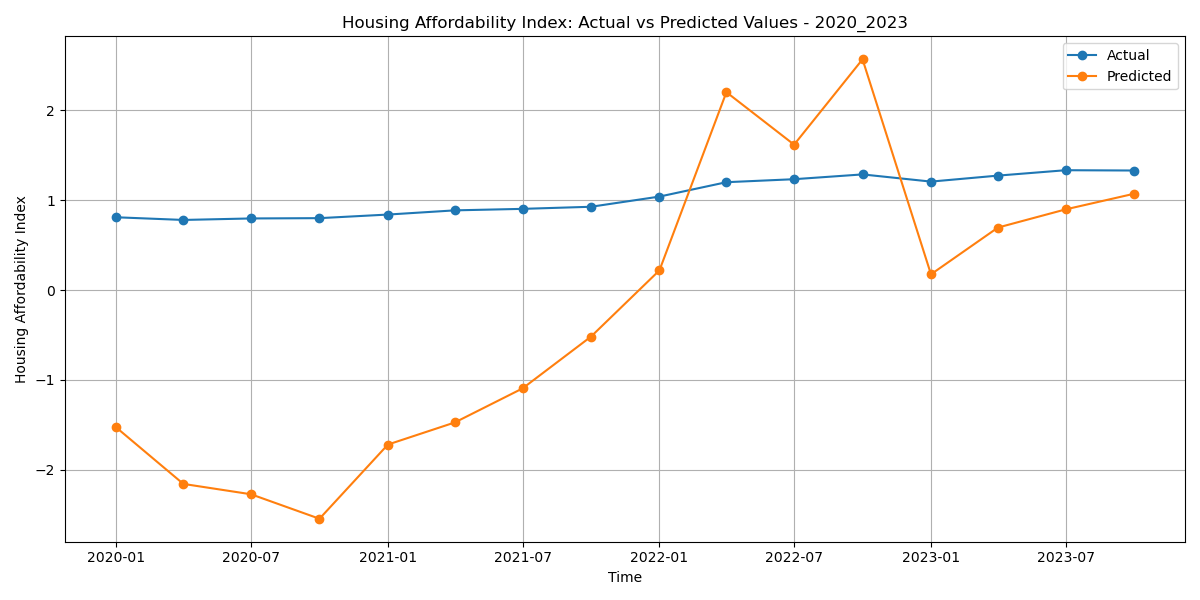 Housing Affordability Index: Actual vs Predicted Values - 2020_2023
Actual
Predicted
Housing Affordability Index
2
1
0
−1
−2
2020-01
2020-07
2021-01
2021-07
2022-01
2022-07
2023-01
2023-07
Time